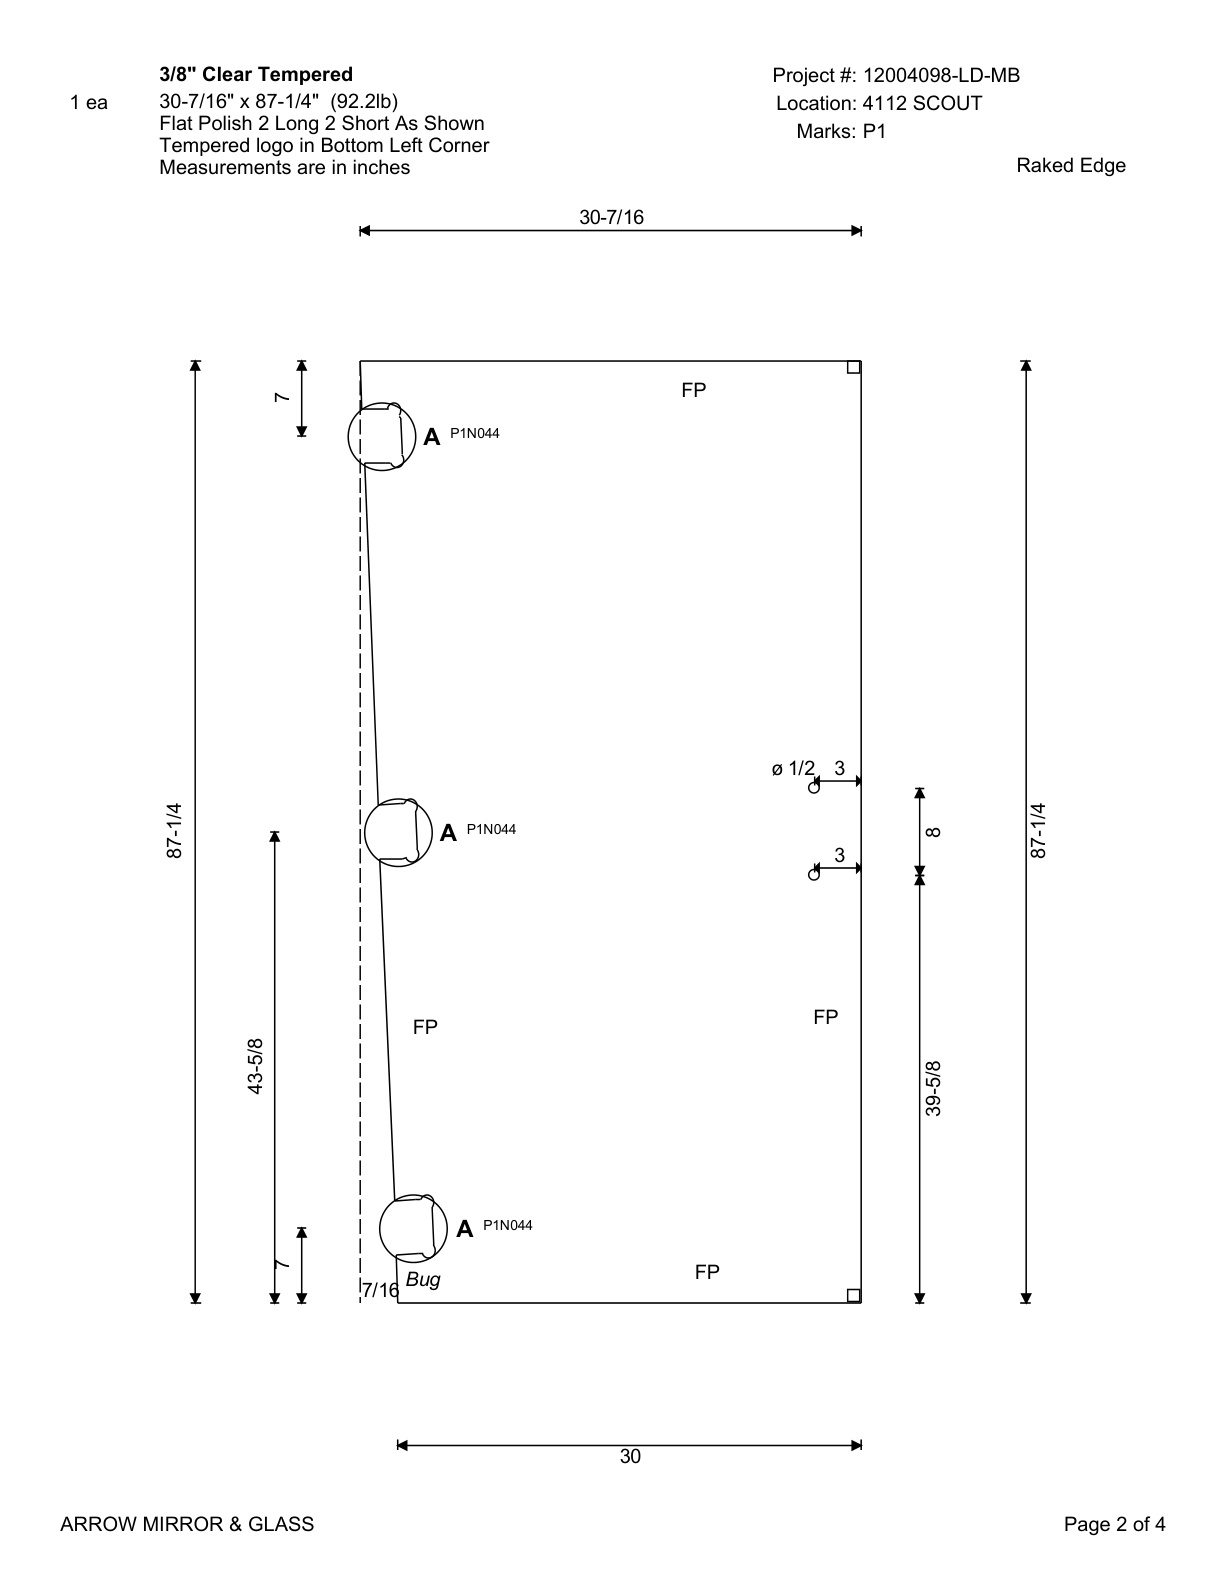 3/8" Clear Tempered
1 ea
30-7/16" x 87-1/4" (92.2lb)
Flat Polish 2 Long 2 Short As Shown
Tempered logo in Bottom Left Corner
Measurements are in inches
Project #: 12004098-LD-MB
Location: 4112 SCOUT
Marks: P1
Raked Edge
30-7/16
7
FP
A P1N044
ø 1/2
3
87-1/4
A P1N044
8
87-1/4
3
FP
FP
43-5/8
39-5/8
A P1N044
7
7/16
Bug
FP
30
ARROW MIRROR & GLASS
Page 2 of 4